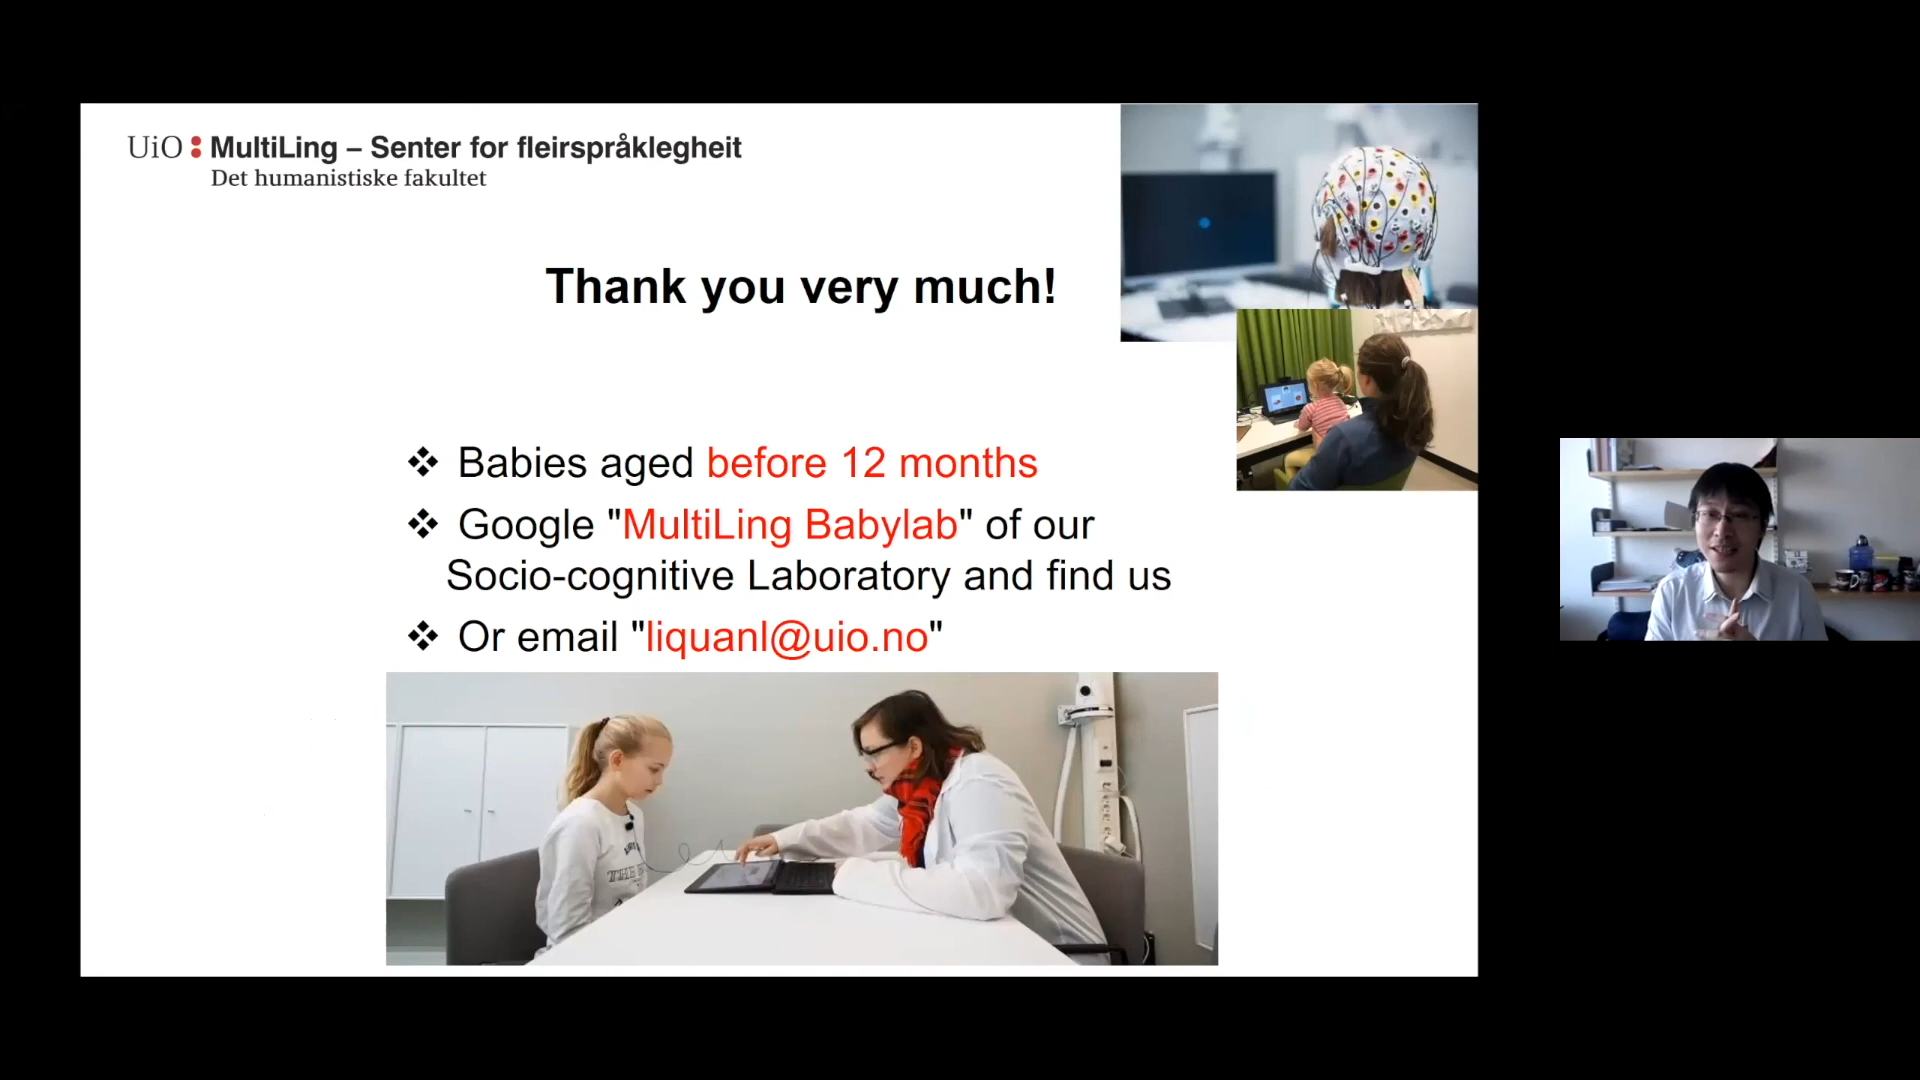 UiO MultiLing – Senter for fleirspråklegheit
Det humanistiske fakultet
Thank you very much!
❖ Babies aged before 12 months
❖ Google "MultiLing Babylab" of our
Socio-cognitive Laboratory and find us
❖ Or email "liquanl@uio.no"